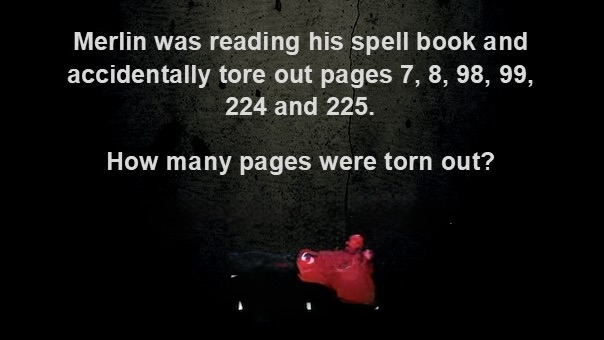 Merlin was reading his spell book and
accidentally tore out pages 7, 8, 98, 99,
224 and 225.
How many pages were torn out?